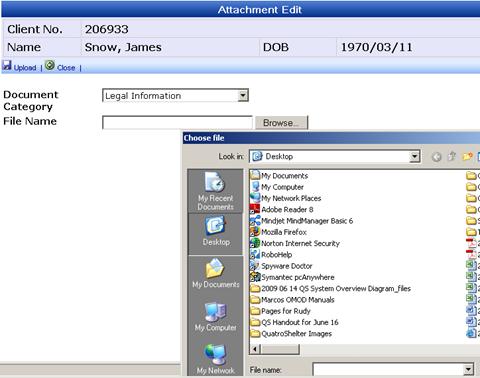 Attachment Edit
Client No. 206933
Name Snow, James DOB 1970/03/11
Upload | Close |
Document Category Legal Information
File Name Browse...
Choose file
Look in: Desktop
My Recent Documents
Desktop
My Documents
My Computer
My Network
My Documents
My Computer
My Network Places
Adobe Reader 8
Mindjet MindManager Basic 6
Mozilla Firefox
Norton Internet Security
RoboHelp
Spyware Doctor
Symantec pcAnywhere
2009 06 14 QS System Overview Diagram_files
Marcos OMOD Manuals
Pages for Rudy
QS Handout for June 16
QuatroShelter Images
File name: